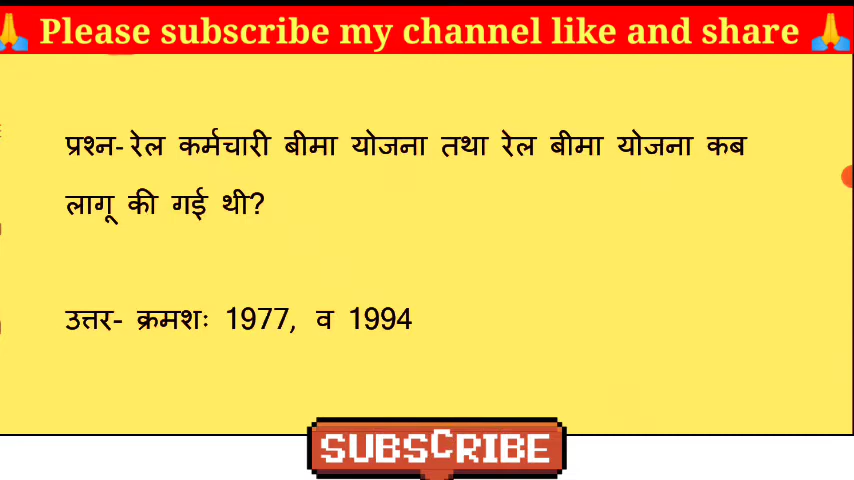 Please subscribe my channel like and share
प्रश्न- रेल कर्मचारी बीमा योजना तथा रेल बीमा योजना कब
लागू की गई थी?
उत्तर- क्रमशः 1977, व 1994
SUBSCRIBE